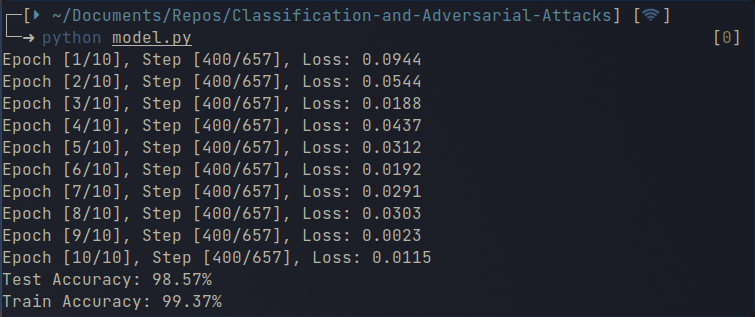 [ ~/Documents/Repos/Classification-and-Adversarial-Attacks] []
python model.py [0]
Epoch [1/10], Step [400/657], Loss: 0.0944
Epoch [2/10], Step [400/657], Loss: 0.0544
Epoch [3/10], Step [400/657], Loss: 0.0188
Epoch [4/10], Step [400/657], Loss: 0.0437
Epoch [5/10], Step [400/657], Loss: 0.0312
Epoch [6/10], Step [400/657], Loss: 0.0192
Epoch [7/10], Step [400/657], Loss: 0.0291
Epoch [8/10], Step [400/657], Loss: 0.0303
Epoch [9/10], Step [400/657], Loss: 0.0023
Epoch [10/10], Step [400/657], Loss: 0.0115
Test Accuracy: 98.57%
Train Accuracy: 99.37%